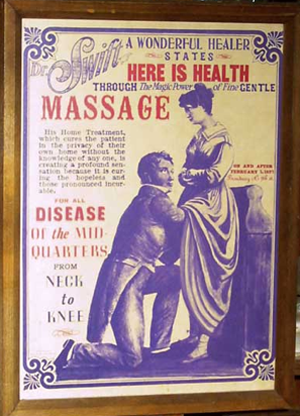 Dr. Swift
A WONDERFUL HEALER
STATES
HERE IS HEALTH
THROUGH The Magic Power of Fine GENTLE
MASSAGE
His Home Treatment,
which cures the patient
in the privacy of their
own home without the
knowledge of any one, is
creating a profound sen-
sation because it is cur-
ing the hopeless and
those pronounced incur-
able.
ON AND AFTER
FEBRUARY 1,
FOR ALL
DISEASE
Of the MID-
QUARTERS
FROM
NECK
to
KNEE